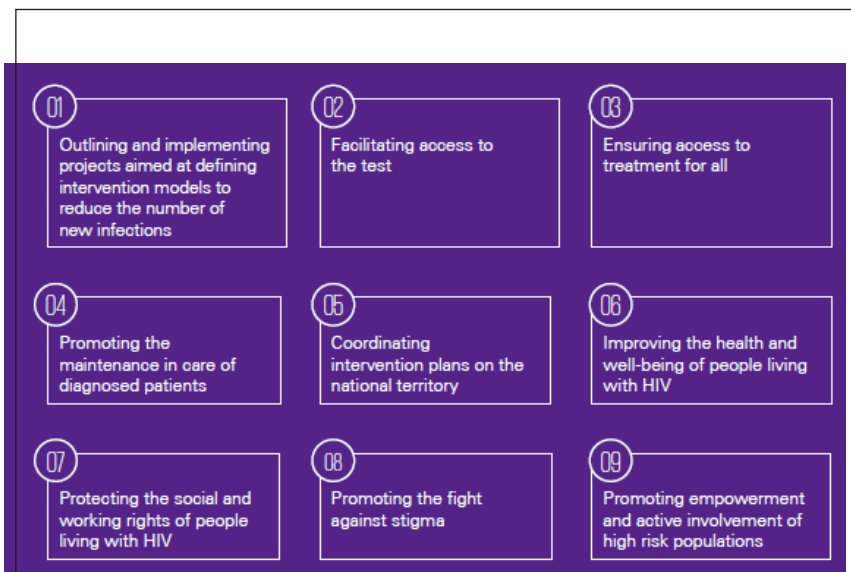 01
Outlining and implementing
projects aimed at defining
intervention models to
reduce the number of
new infections
02
Facilitating access to
the test
03
Ensuring access to
treatment for all
04
Promoting the
maintenance in care of
diagnosed patients
05
Coordinating
intervention plans on the
national territory
06
Improving the health and
well-being of people living
with HIV
07
Protecting the social and
working rights of people
living with HIV
08
Promoting the fight
against stigma
09
Promoting empowerment
and active involvement of
high risk populations